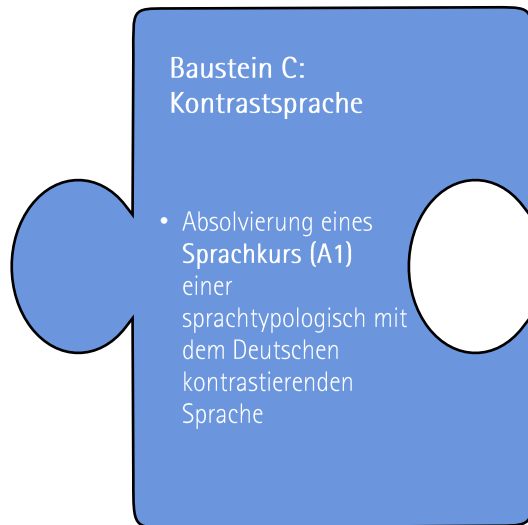 Baustein C:
Kontrastsprache
• Absolvierung eines
Sprachkurs (A1)
einer
sprachtypologisch mit
dem Deutschen
kontrastierenden
Sprache